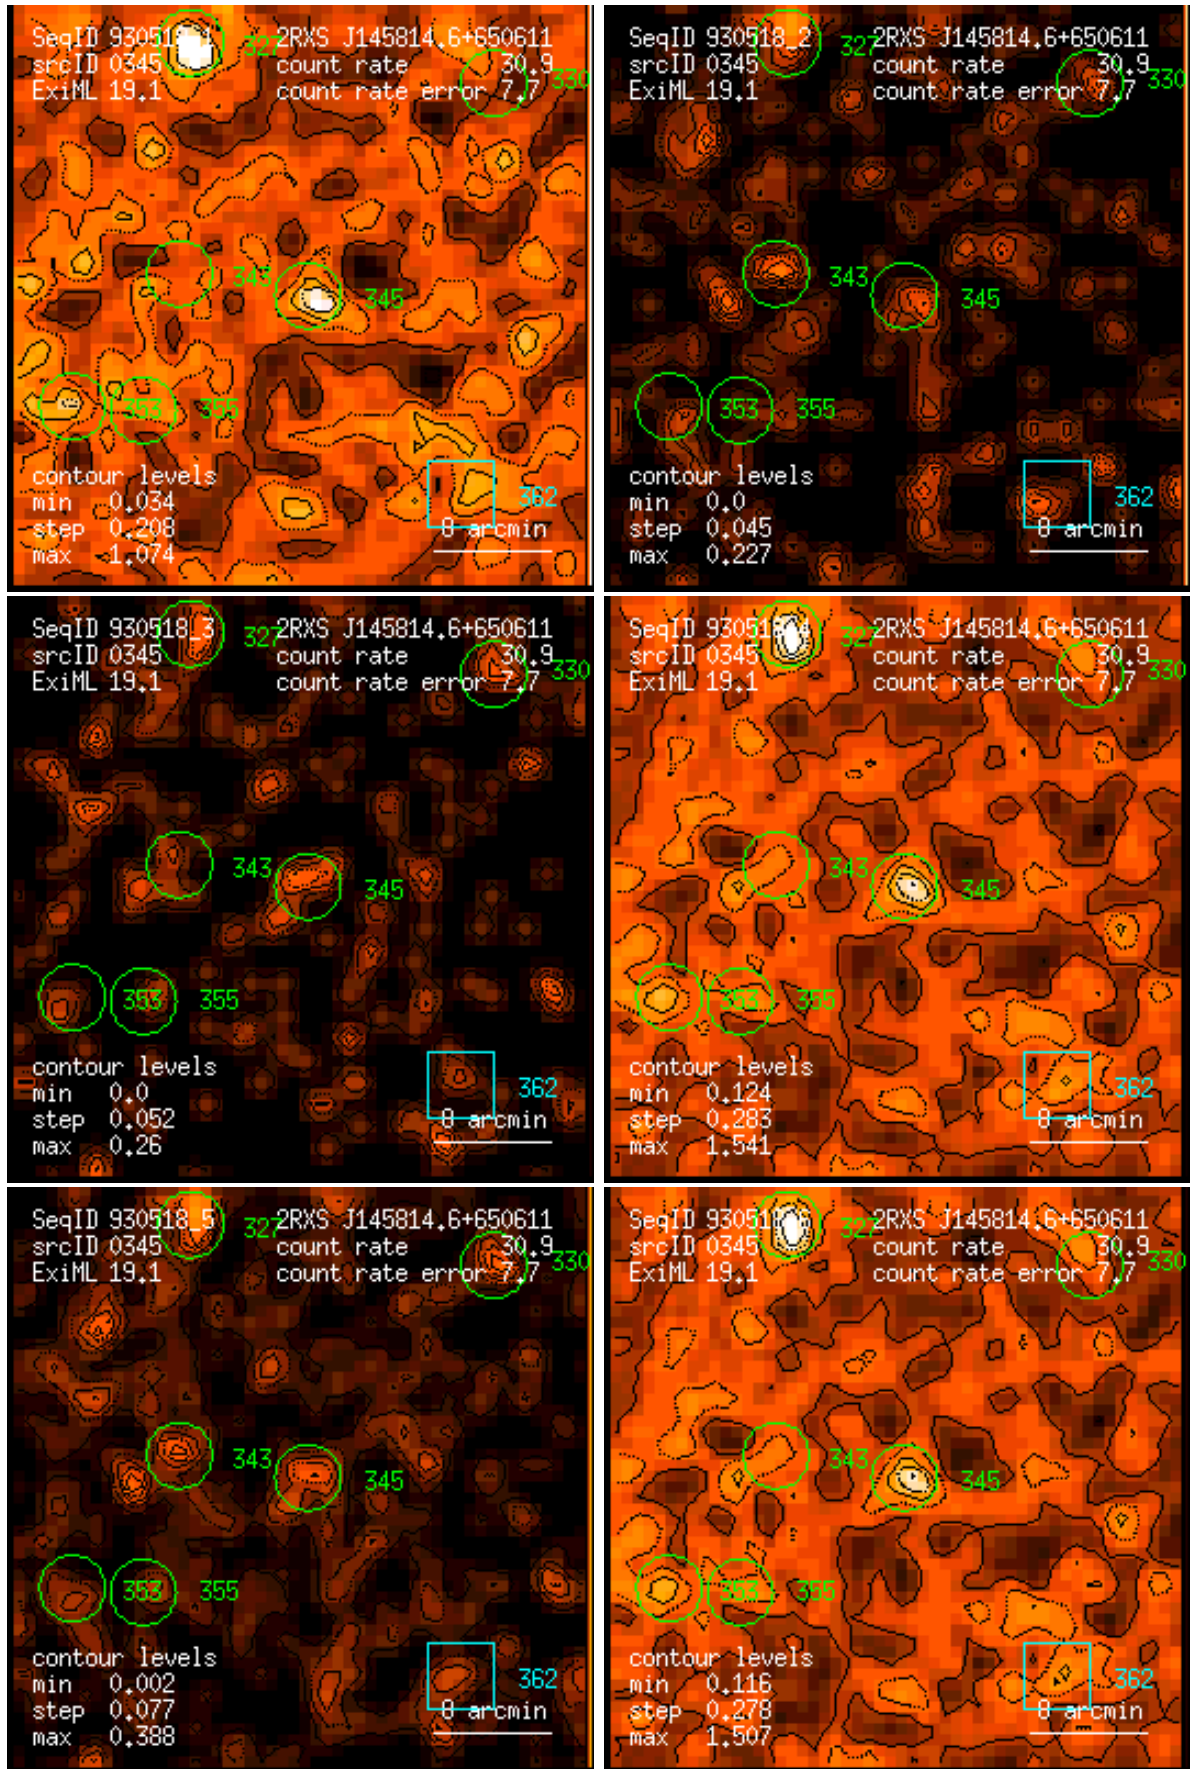 SeqID 930518_1 327 2RXS J145814.6+650611
srcID 0345 count rate 30.9
ExiML 19.1 count rate error 7.7 330
343
345
353 355
contour levels
min 0.034 362
step 0.208 8 arcmin
max 1.074
SeqID 930518_2 327 2RXS J145814.6+650611
srcID 0345 count rate 30.9
ExiML 19.1 count rate error 7.7 330
343
345
353 355
contour levels
min 0.0 362
step 0.045 8 arcmin
max 0.227
SeqID 930518_3 327 2RXS J145814.6+650611
srcID 0345 count rate 30.9
ExiML 19.1 count rate error 7.7 330
343
345
353 355
contour levels
min 0.0 362
step 0.052 8 arcmin
max 0.26
SeqID 327 2RXS J145814.6+650611
srcID 0345 count rate 30.9
ExiML 19.1 count rate error 7.7 330
343
345
353 355
contour levels
min 0.124 362
step 0.283 8 arcmin
max 1.541
SeqID 930518_5 327 2RXS J145814.6+650611
srcID 0345 count rate 30.9
ExiML 19.1 count rate error 7.7 330
343
345
353 355
contour levels
min 0.002 362
step 0.077 8 arcmin
max 0.388
SeqID 327 2RXS J145814.6+650611
srcID 0345 count rate 30.9
ExiML 19.1 count rate error 7.7 330
343
345
353 355
contour levels
min 0.116 362
step 0.278 8 arcmin
max 1.507